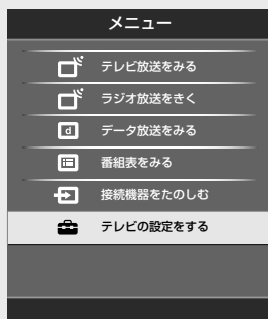 メニュー
テレビ放送をみる
ラジオ放送をきく
d データ放送をみる
番組表をみる
接続機器をたのしむ
テレビの設定をする